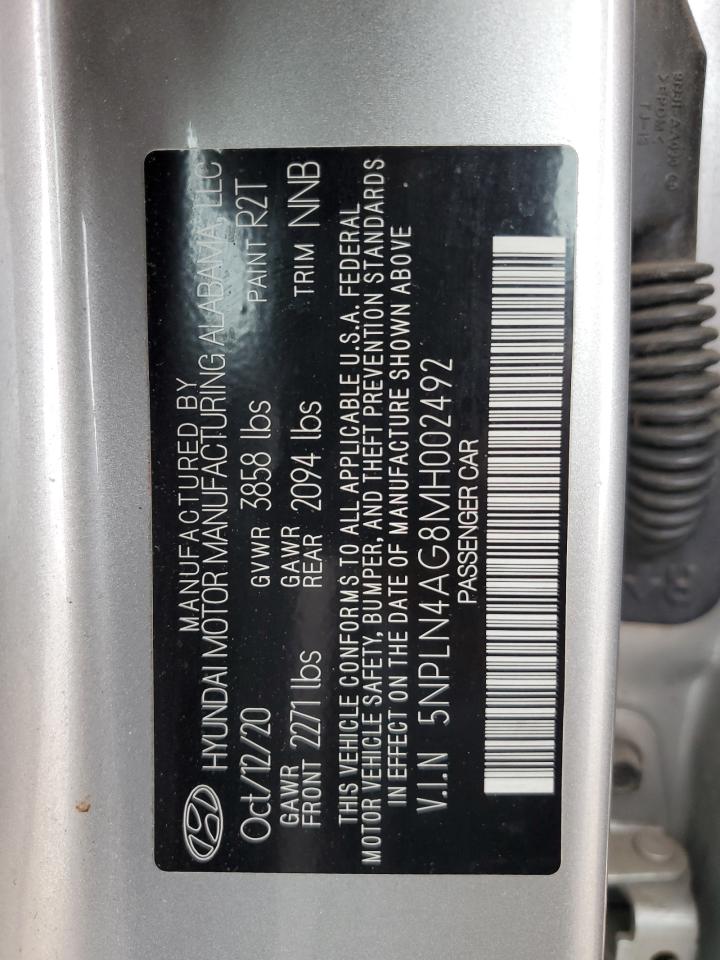 MANUFACTURED BY
HYUNDAI MOTOR MANUFACTURING ALABAMA, LLC
Oct/12/20 GVWR 3858 lbs PAINT R2T
GAWR FRONT 2271 lbs GAWR REAR 2094 lbs TRIM NNB
THIS VEHICLE CONFORMS TO ALL APPLICABLE U.S.A. FEDERAL
MOTOR VEHICLE SAFETY, BUMPER, AND THEFT PREVENTION STANDARDS
IN EFFECT ON THE DATE OF MANUFACTURE SHOWN ABOVE
V.I.N 5NPLN4AG8MH002492
PASSENGER CAR
>EPDM<